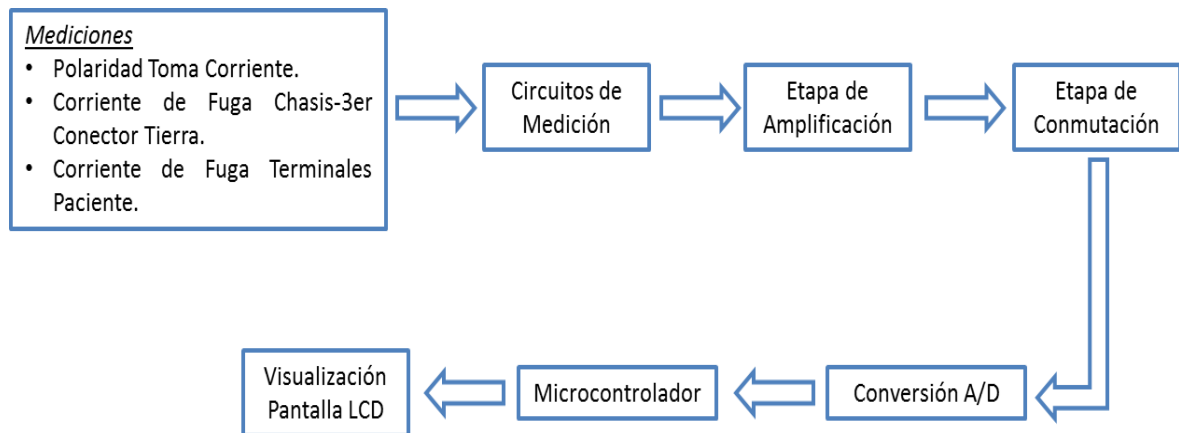 Mediciones
• Polaridad Toma Corriente.
• Corriente de Fuga Chasis-3er
Conector Tierra.
• Corriente de Fuga Terminales
Paciente.
Circuitos de
Medición
Etapa de
Amplificación
Etapa de
Conmutación
Visualización
Pantalla LCD
Microcontrolador
Conversión A/D